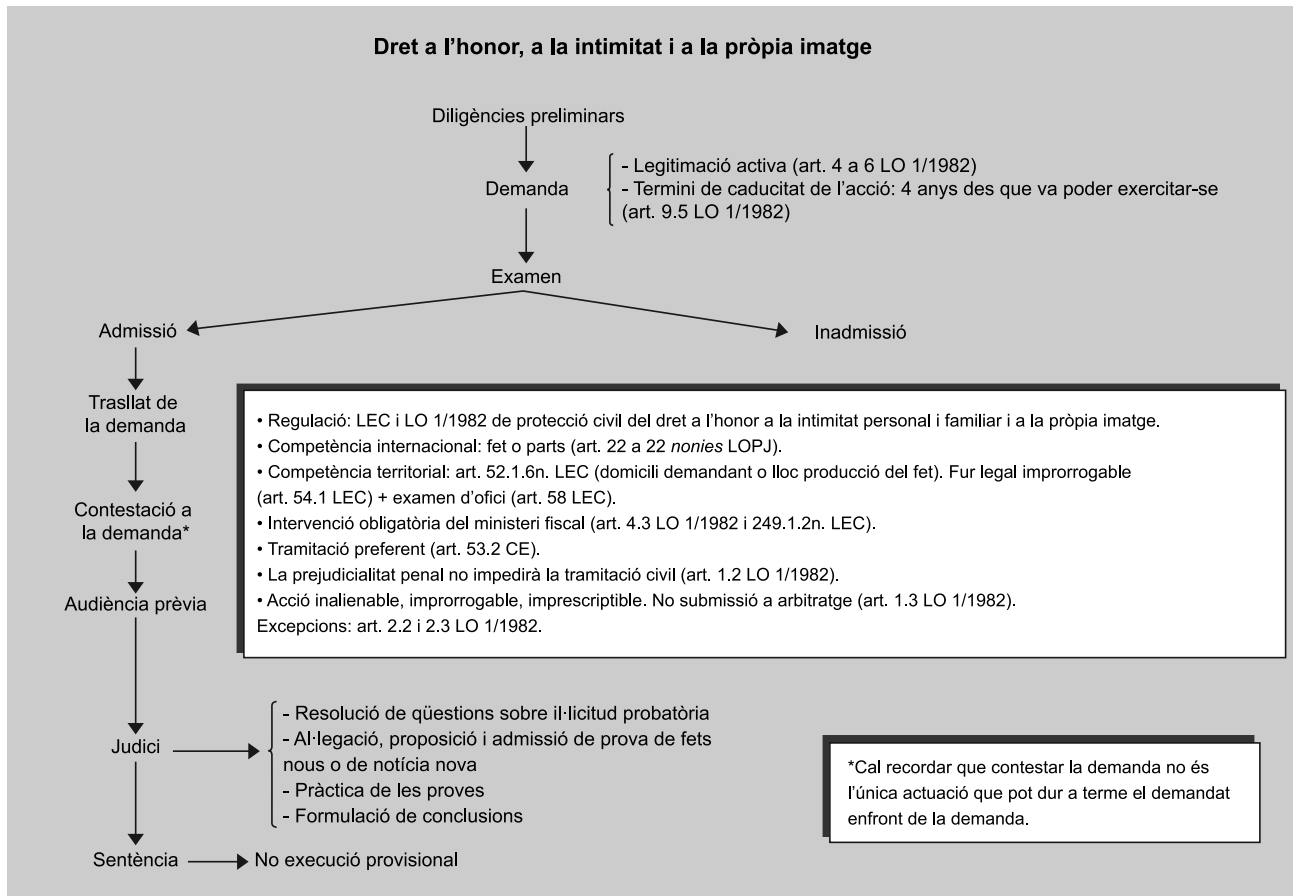 Dret a l'honor, a la intimitat i a la pròpia imatge
Diligències preliminars
Demanda
- Legitimació activa (art. 4 a 6 LO 1/1982)
- Termini de caducitat de l'acció: 4 anys des que va poder exercitar-se
(art. 9.5 LO 1/1982)
Examen
Admissió
Inadmissió
Trasllat de
la demanda
Contestació a
la demanda*
Audiència prèvia
• Regulació: LEC i LO 1/1982 de protecció civil del dret a l'honor a la intimitat personal i familiar i a la pròpia imatge.
• Competència internacional: fet o parts (art. 22 a 22 nonies LOPJ).
• Competència territorial: art. 52.1.6n. LEC (domicili demandant o lloc producció del fet). Fur legal improrrogable
(art. 54.1 LEC) + examen d'ofici (art. 58 LEC).
• Intervenció obligatòria del ministeri fiscal (art. 4.3 LO 1/1982 i 249.1.2n. LEC).
• Tramitació preferent (art. 53.2 CE).
• La prejudicialitat penal no impedirà la tramitació civil (art. 1.2 LO 1/1982).
• Acció inalienable, improrrogable, imprescriptible. No submissió a arbitratge (art. 1.3 LO 1/1982).
Excepcions: art. 2.2 i 2.3 LO 1/1982.
Judici
- Resolució de qüestions sobre il·licitud probatòria
- Al·legació, proposició i admissió de prova de fets
nous o de notícia nova
- Pràctica de les proves
- Formulació de conclusions
*Cal recordar que contestar la demanda no és
l'única actuació que pot dur a terme el demandat
enfront de la demanda.
Sentència
No execució provisional